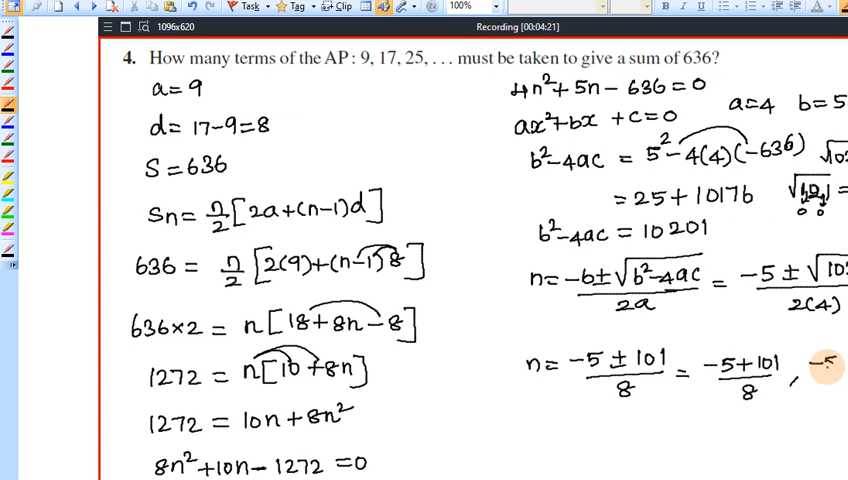 Task Tag Clip 100% B I U
1096x620 Recording [00:04:21]
4. How many terms of the AP : 9, 17, 25, . . . must be taken to give a sum of 636?
a=9
d= 17-9=8
S=636
Sn= n/2 [2a+(n-1)d]
636 = n/2 [2(9)+(n-1)8]
636×2 = n[18+8n-8]
1272 = n[10+8n]
1272 = 10n+8n²
8n²+10n-1272=0
4n²+5n-636=0
ax²+bx+c=0 a=4 b=5
b²-4ac = 5²-4(4)(-636)
= 25+10176
b²-4ac = 10201
n= -b±√b²-4ac / 2a = -5±√10 / 2(4)
n= -5±101 / 8 = -5+101 / 8 , -5